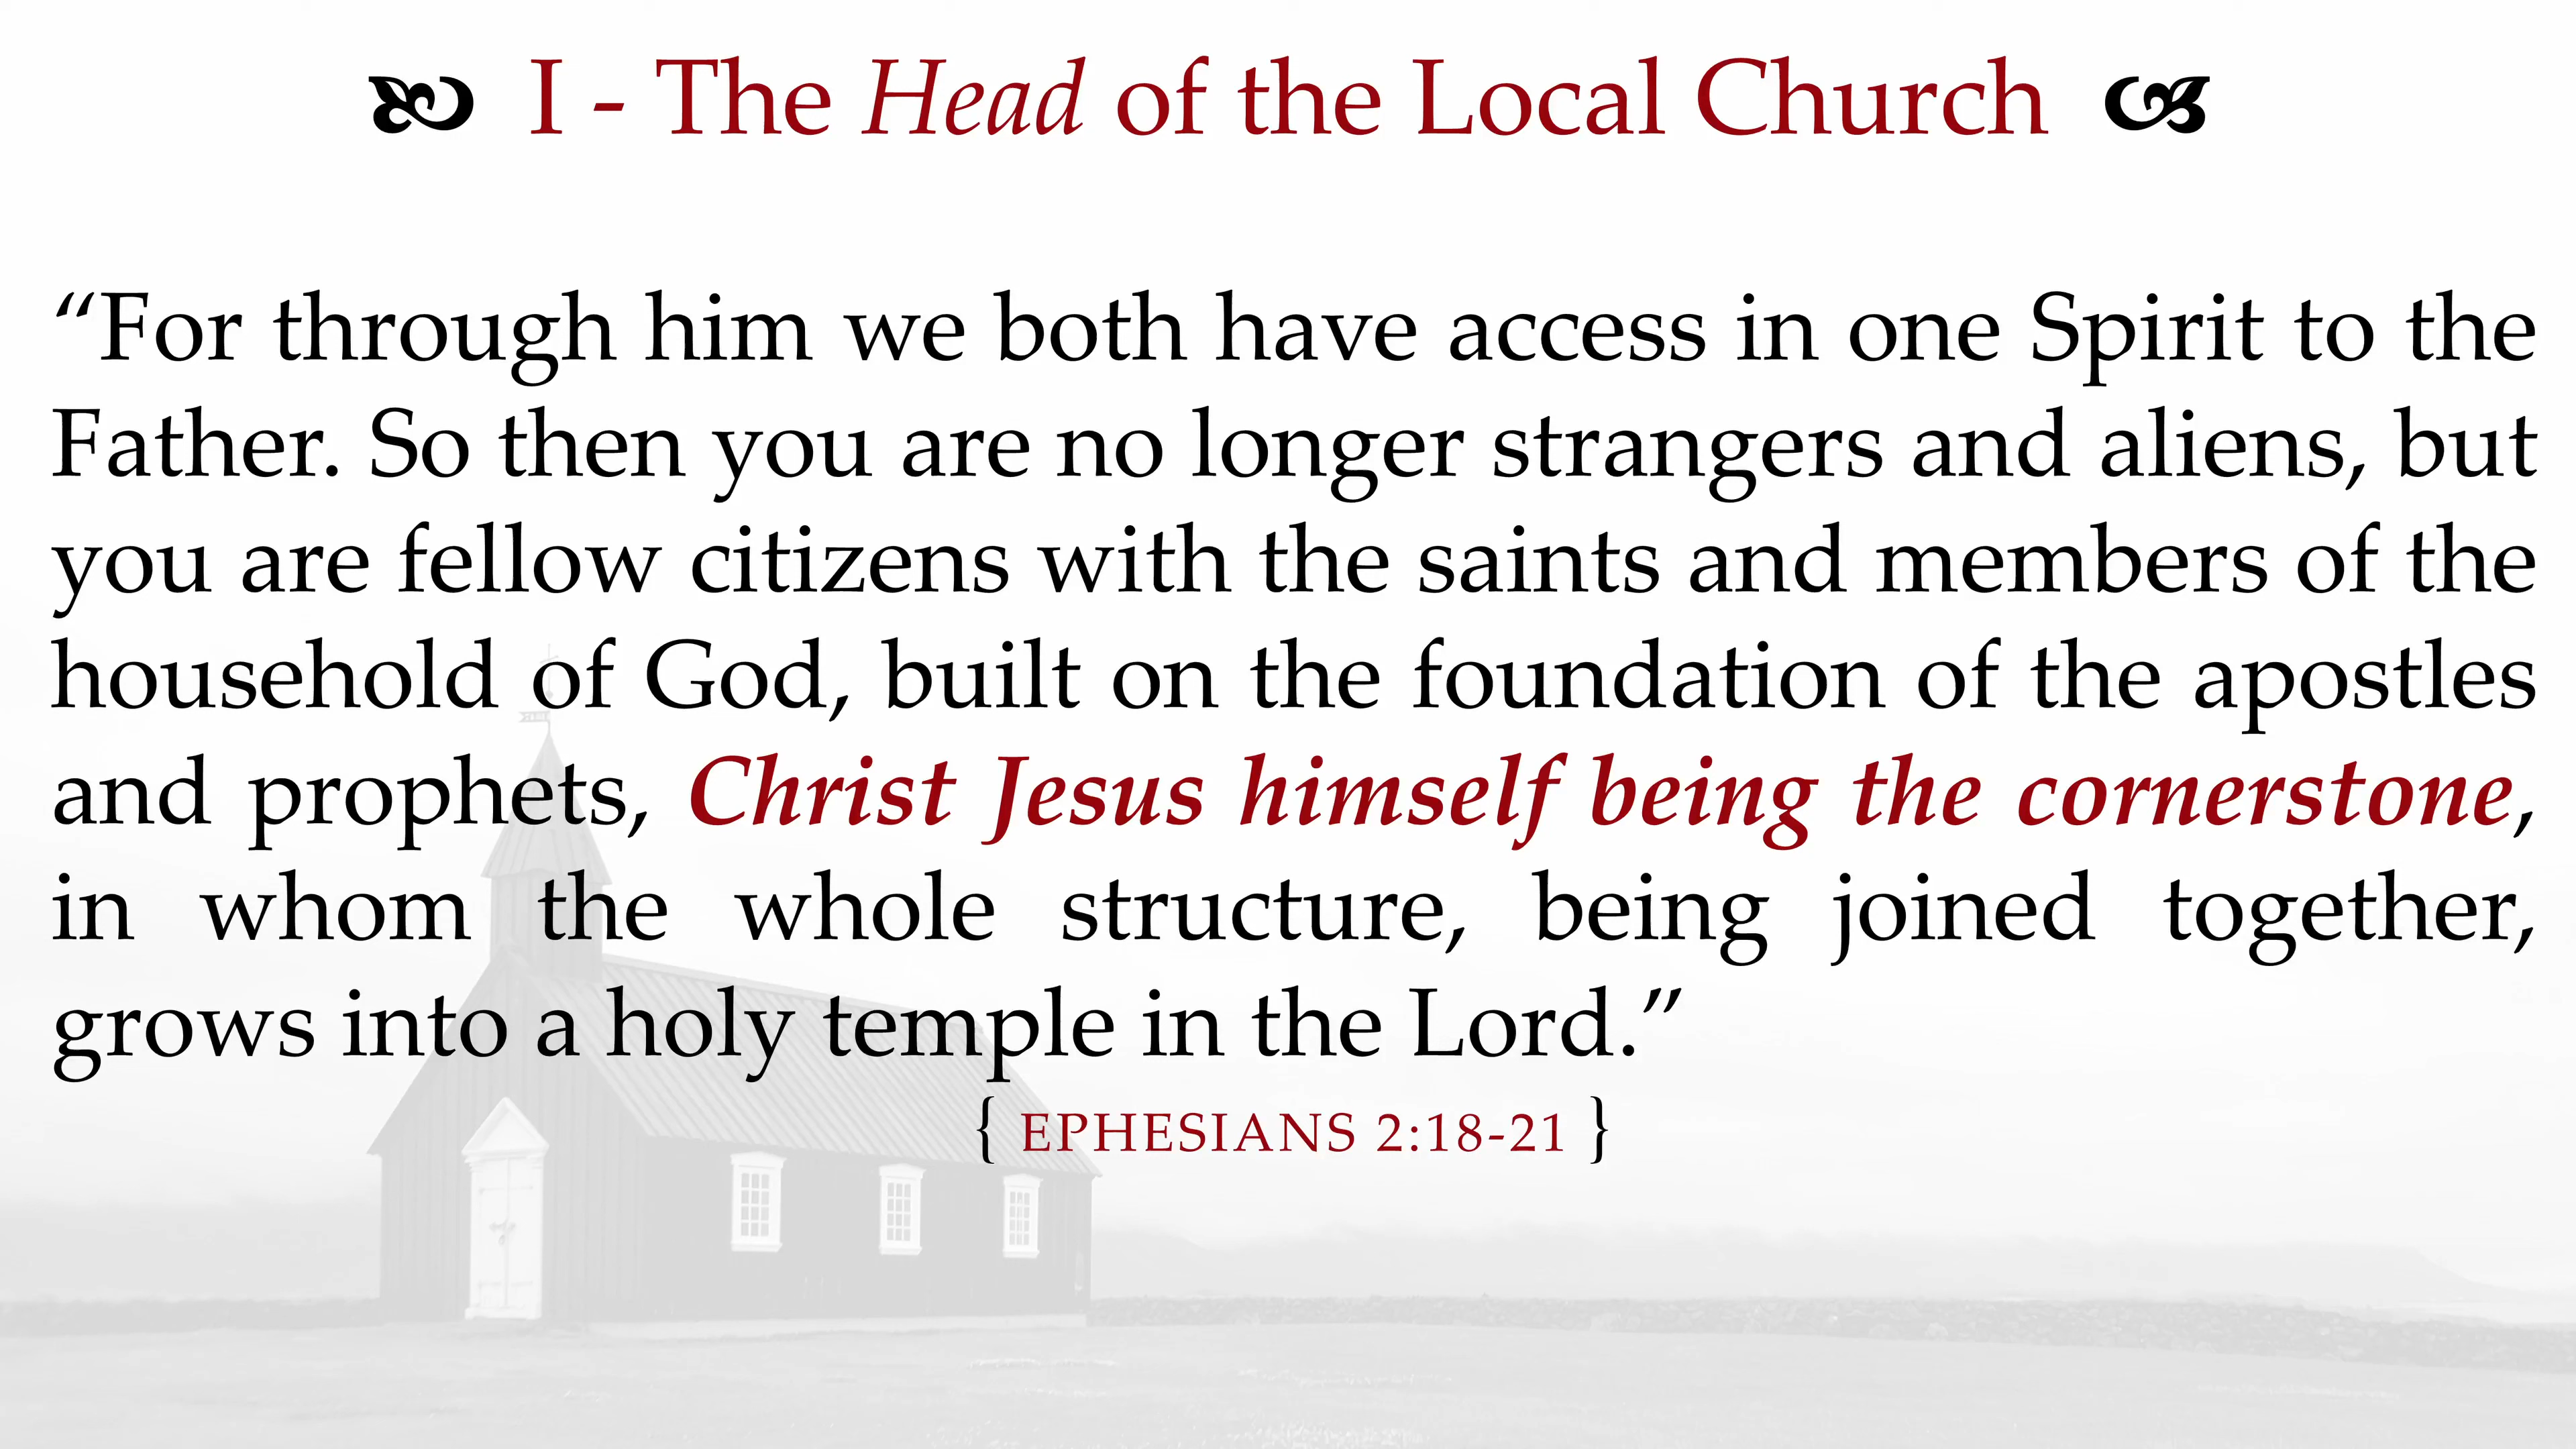 I - The Head of the Local Church
“For through him we both have access in one Spirit to the
Father. So then you are no longer strangers and aliens, but
you are fellow citizens with the saints and members of the
household of God, built on the foundation of the apostles
and prophets, Christ Jesus himself being the cornerstone,
in whom the whole structure, being joined together,
grows into a holy temple in the Lord.”
{ EPHESIANS 2:18-21 }